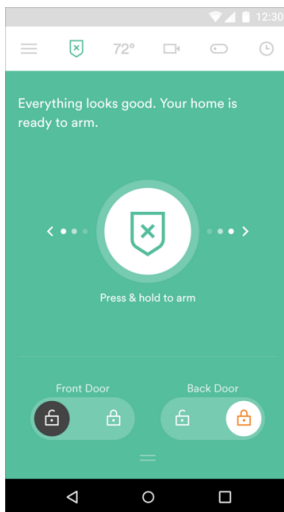 12:30
72°
Everything looks good. Your home is
ready to arm.
Press & hold to arm
Front Door
Back Door